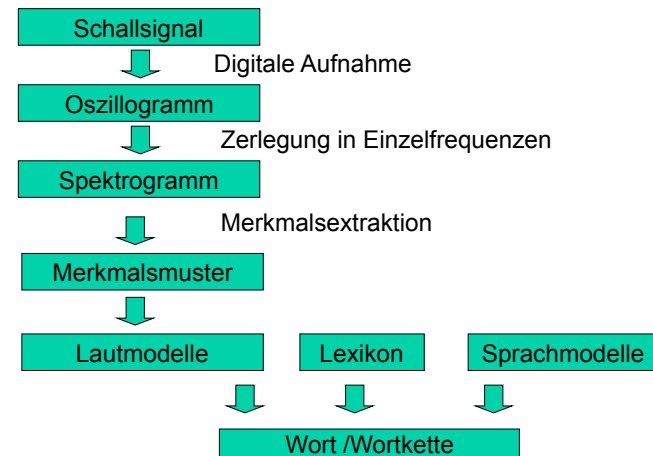 Schallsignal
Digitale Aufnahme
Oszillogramm
Zerlegung in Einzelfrequenzen
Spektrogramm
Merkmalsextraktion
Merkmalsmuster
Lautmodelle
Lexikon
Sprachmodelle
Wort /Wortkette